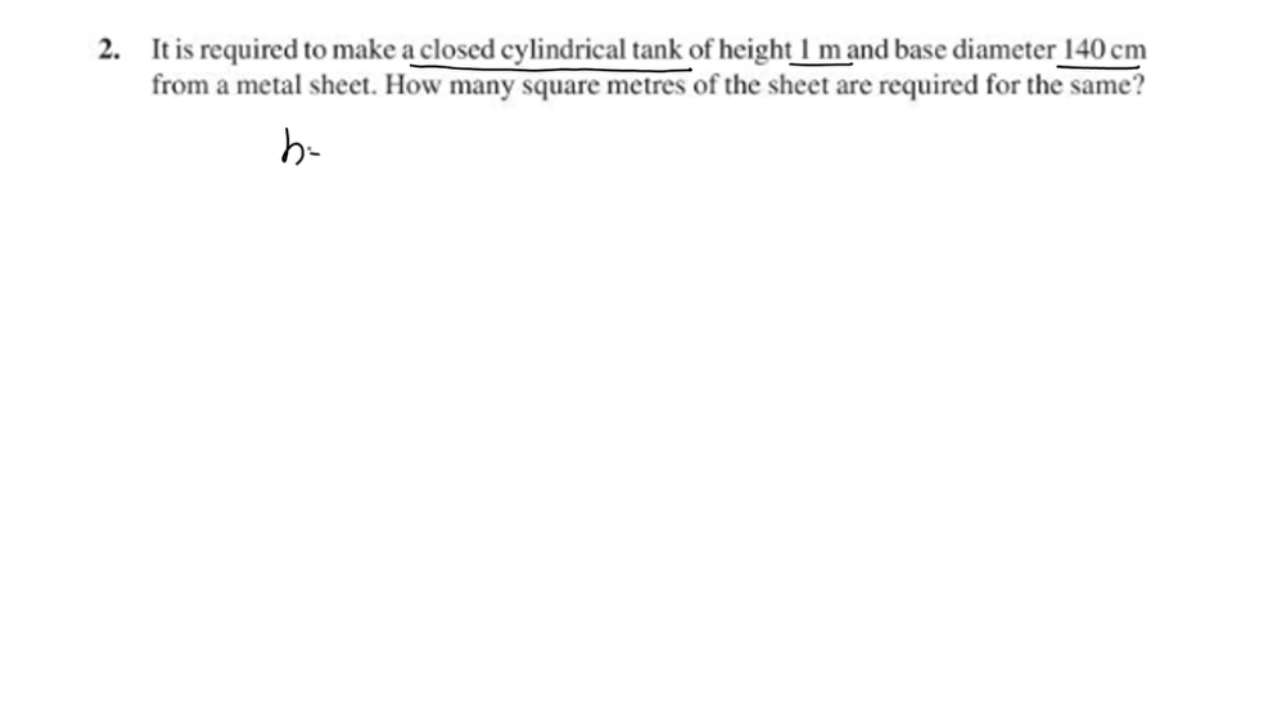 2. It is required to make a closed cylindrical tank of height 1 m and base diameter 140 cm
from a metal sheet. How many square metres of the sheet are required for the same?
h=